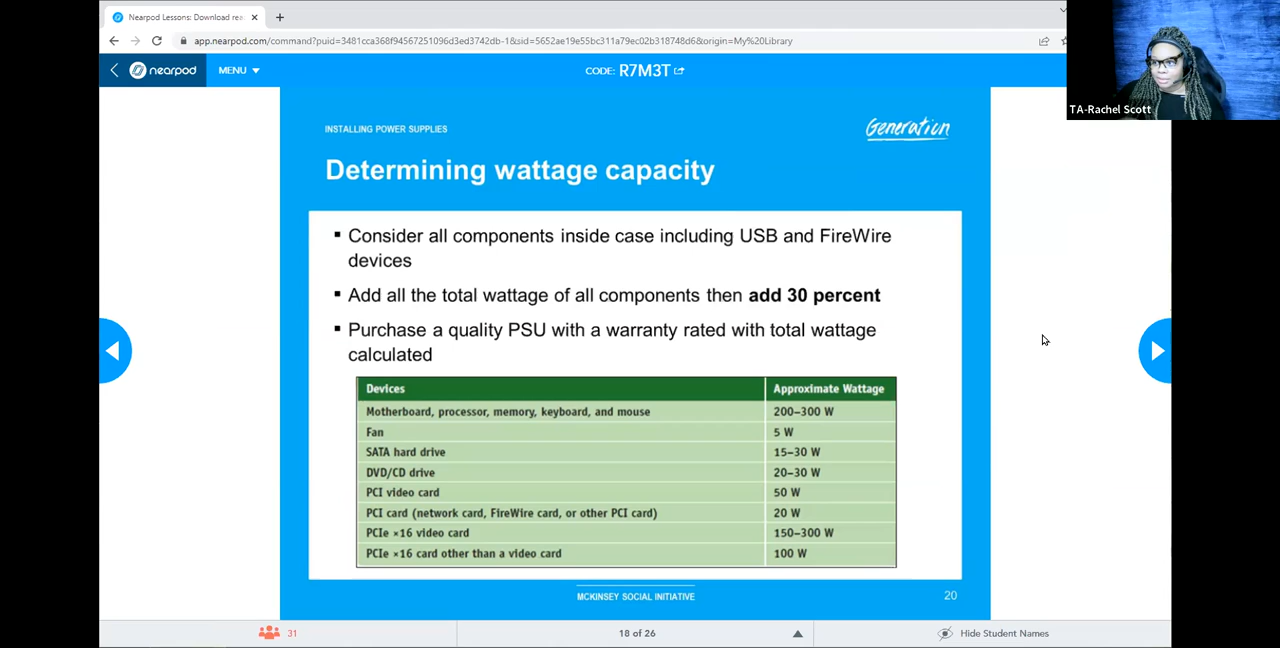 Nearpod Lessons: Download rea
app.nearpod.com/command?puid=3481cca368f94567251096d3ed3742db-1&sid=5652ae19e55bc311a79ec02b318748d6&origin=My%20Library
nearpod
MENU
CODE: R7M3T
TA-Rachel Scott
INSTALLING POWER SUPPLIES
Generation
Determining wattage capacity
▪ Consider all components inside case including USB and FireWire
devices
▪ Add all the total wattage of all components then add 30 percent
▪ Purchase a quality PSU with a warranty rated with total wattage
calculated
Devices Approximate Wattage
Motherboard, processor, memory, keyboard, and mouse 200–300 W
Fan 5 W
SATA hard drive 15–30 W
DVD/CD drive 20–30 W
PCI video card 50 W
PCI card (network card, FireWire card, or other PCI card) 20 W
PCIe ×16 video card 150–300 W
PCIe ×16 card other than a video card 100 W
MCKINSEY SOCIAL INITIATIVE
20
31
18 of 26
Hide Student Names